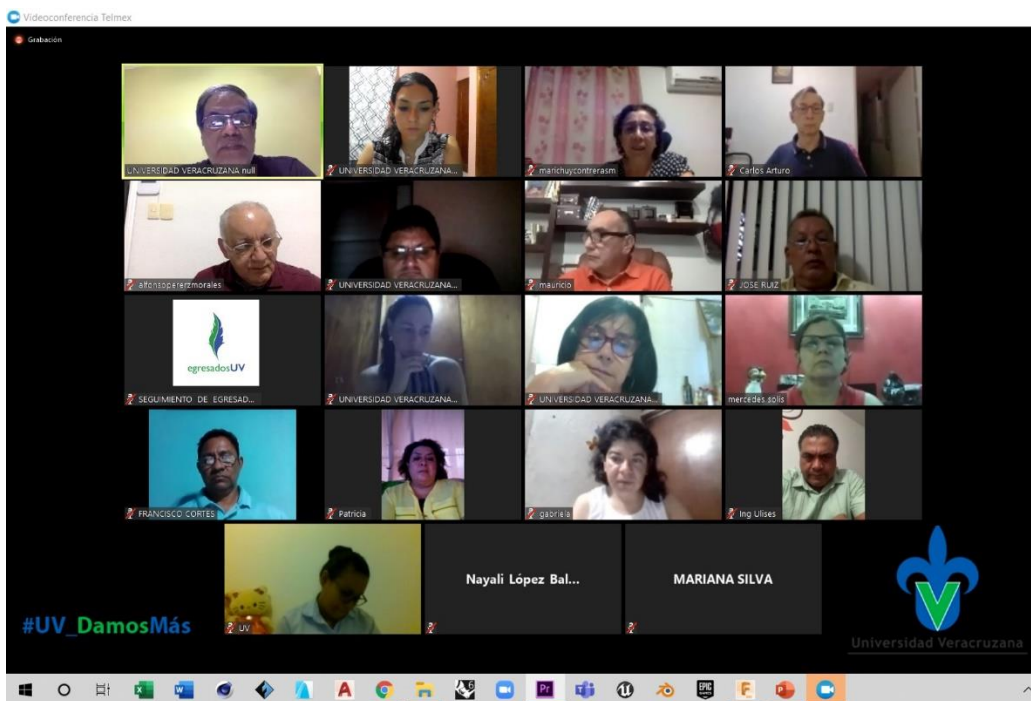 Videoconferencia Telmex
Grabación
UNIVERSIDAD VERACRUZANA null
UNIVERSIDAD VERACRUZANA...
marichuycontrerasm
Carlos Arturo
alfonsopererzmorales
UNIVERSIDAD VERACRUZANA...
mauricio
JOSE RUIZ
egresadosUV
SEGUIMIENTO DE EGRESAD...
UNIVERSIDAD VERACRUZANA...
UNIVERSIDAD VERACRUZANA...
mercedes solis
FRANCISCO CORTES
Patricia
gabriela
Ing Ulises
UV
Nayali López Bal...
MARIANA SILVA
#UV_DamosMás
Universidad Veracruzana